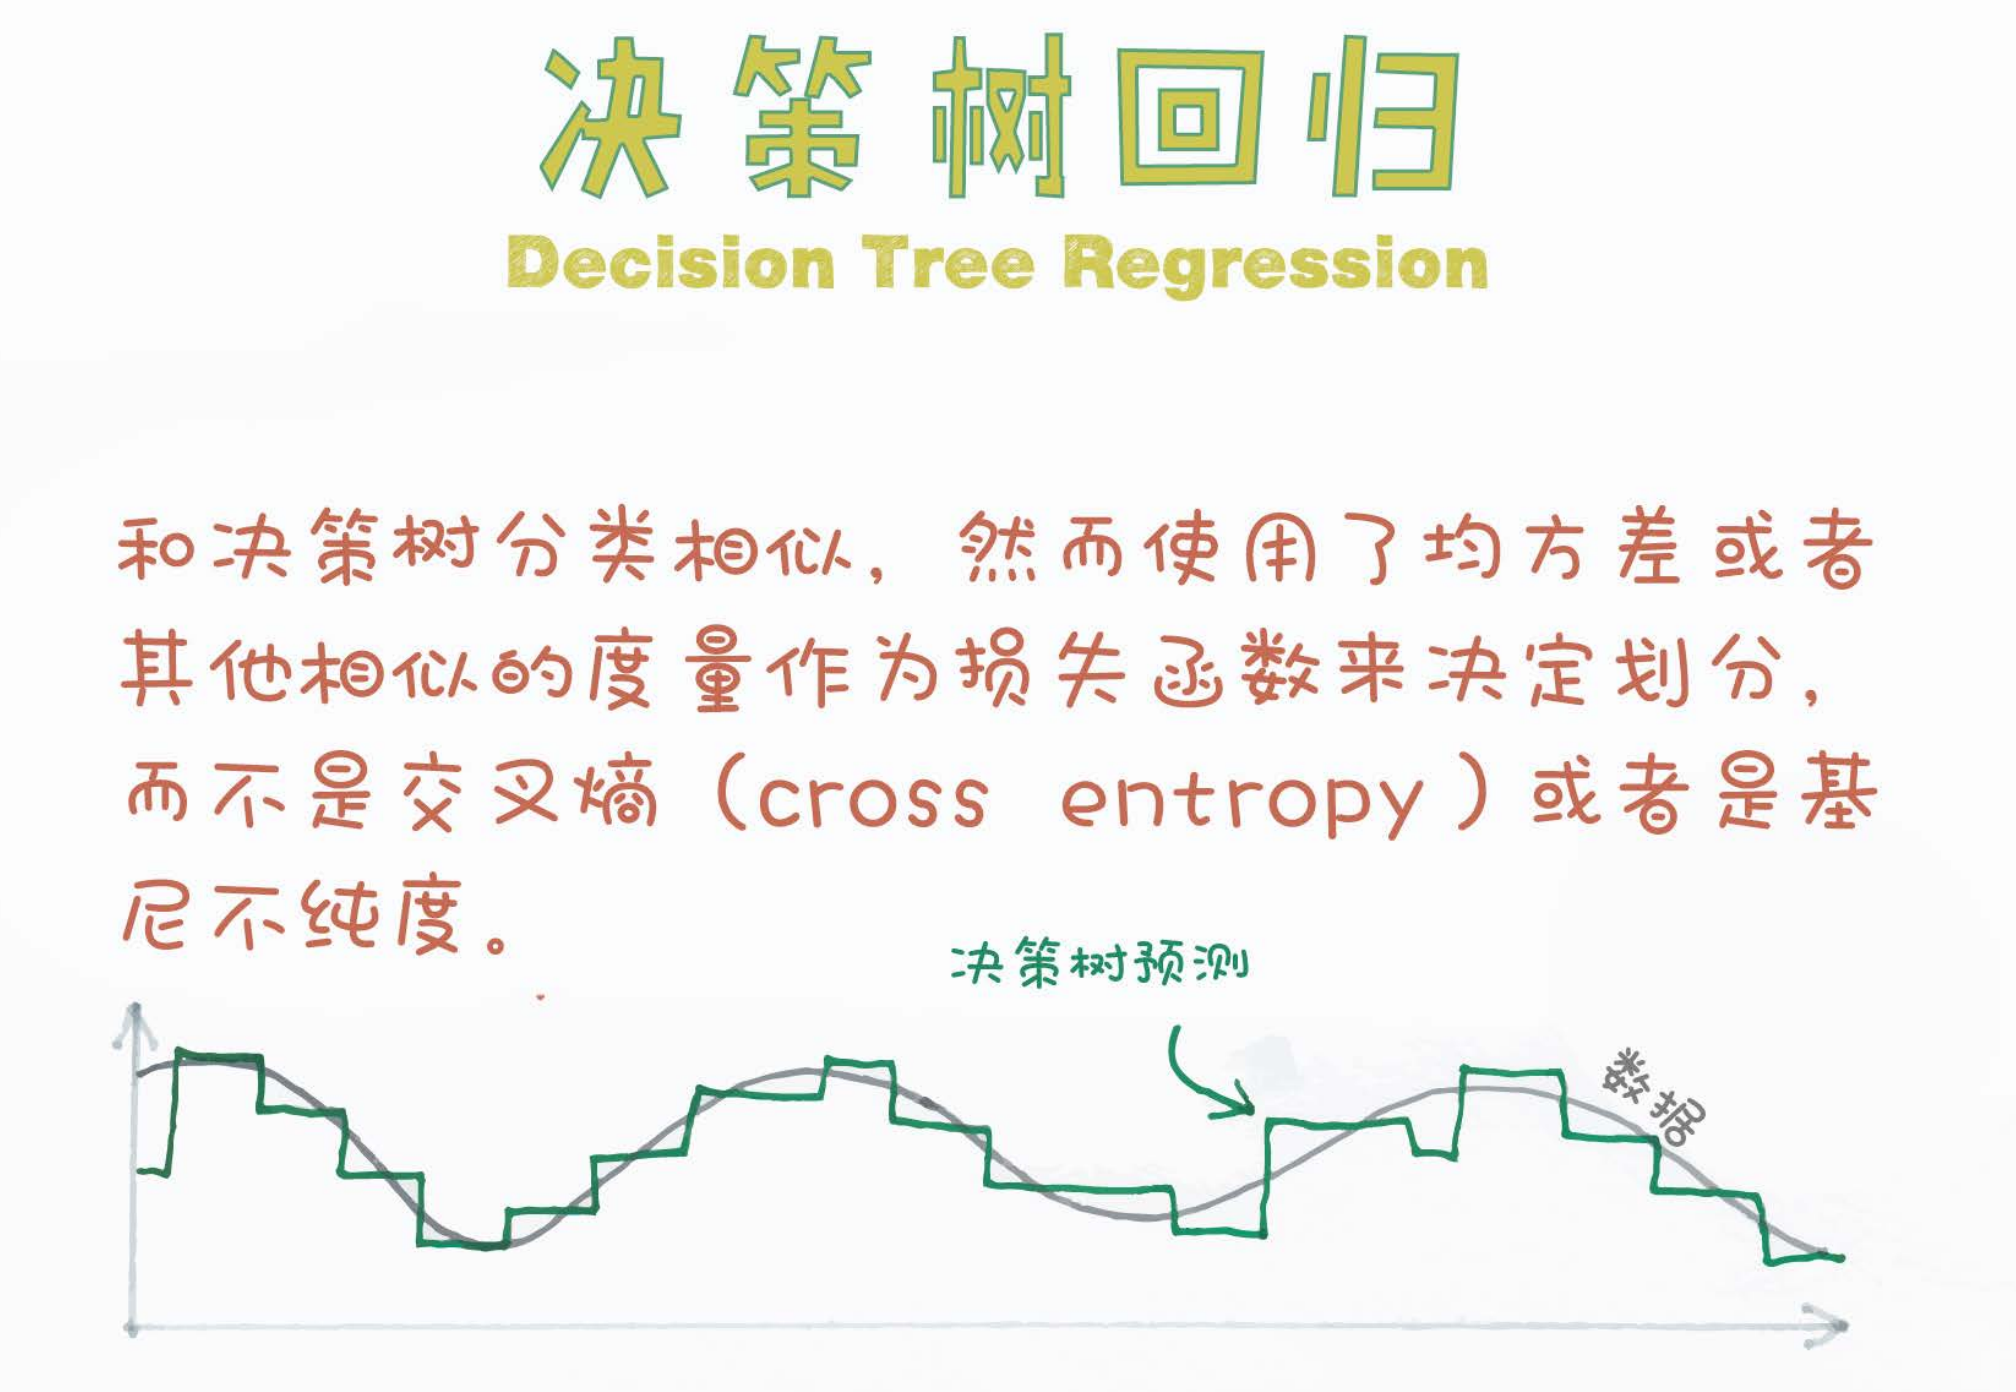 决策树回归
Decision Tree Regression
和决策树分类相似，然而使用了均方差或者
其他相似的度量作为损失函数来决定划分，
而不是交叉熵（cross entropy）或者是基
尼不纯度。
决策树预测
数据